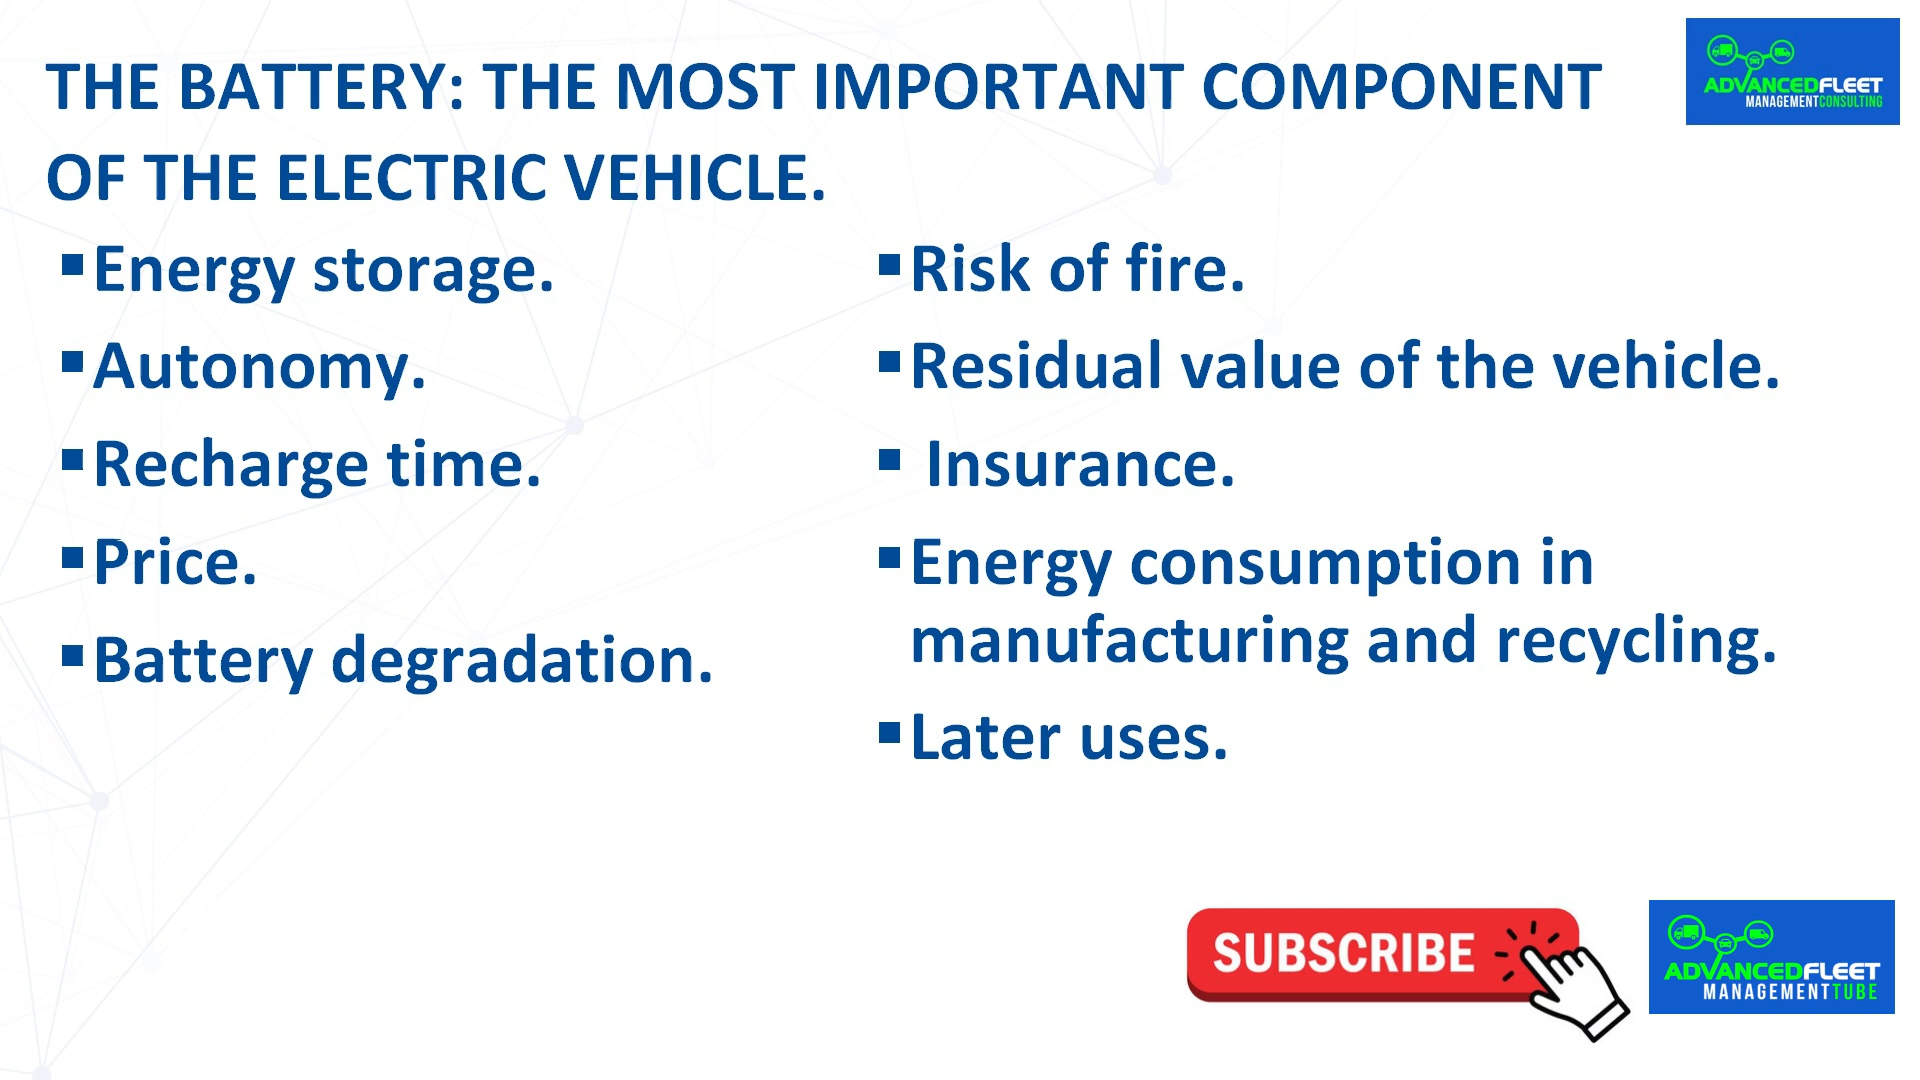 THE BATTERY: THE MOST IMPORTANT COMPONENT
OF THE ELECTRIC VEHICLE.
ADVANCEDFLEET
MANAGEMENTCONSULTING
▪Energy storage.
▪Autonomy.
▪Recharge time.
▪Price.
▪Battery degradation.
▪Risk of fire.
▪Residual value of the vehicle.
▪ Insurance.
▪Energy consumption in
manufacturing and recycling.
▪Later uses.
SUBSCRIBE
ADVANCEDFLEET
MANAGEMENTTUBE